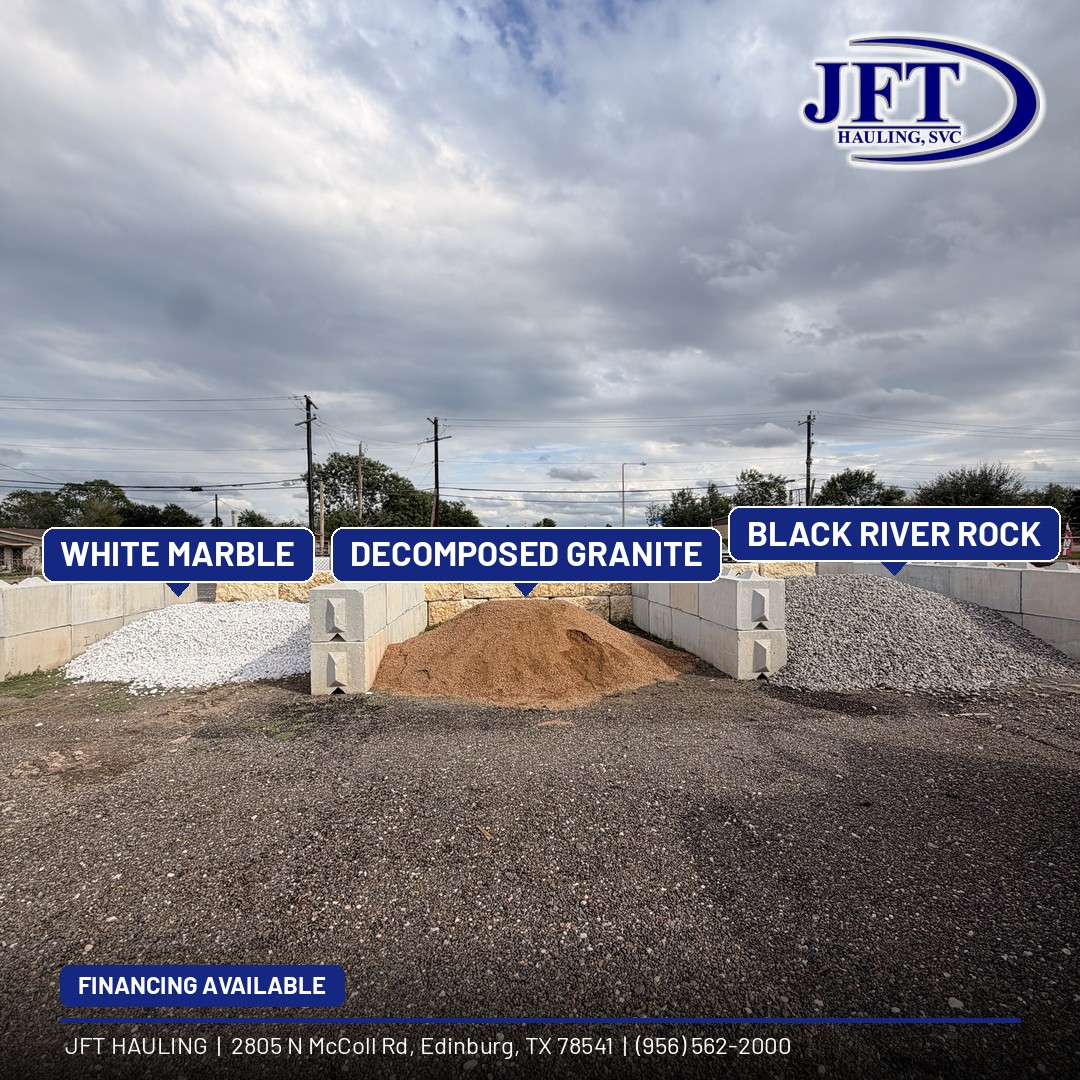 JFT
HAULING, SVC
WHITE MARBLE
DECOMPOSED GRANITE
BLACK RIVER ROCK
FINANCING AVAILABLE
JFT HAULING | 2805 N McColl Rd, Edinburg, TX 78541 | (956) 562-2000